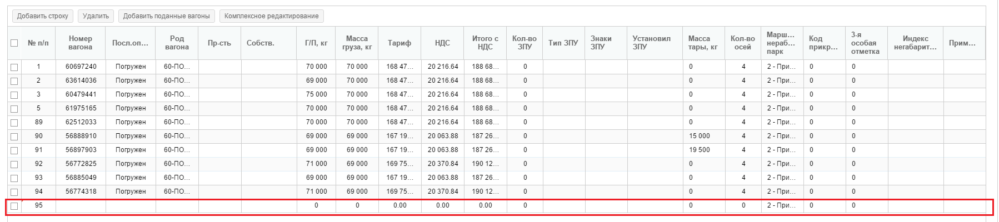 Добавить строку Удалить Добавить поданные вагоны Комплексное редактирование
№ п/п Номер вагона Посл.оп... Род вагона Пр-сть Собств. Г/П, кг Масса груза, кг Тариф НДС Итого с НДС Кол-во ЗПУ Тип ЗПУ Знаки ЗПУ Установил ЗПУ Масса тары, кг Кол-во осей Марш... нераб... парк Код прикр... 3-я особая отметка Индекс негабарит... Прим...
1 60697240 Погружен 60-ПО... 70 000 70 000 168 47... 20 216.64 188 68... 0 0 4 2 - При... 0 0
2 63614036 Погружен 60-ПО... 69 000 70 000 168 47... 20 216.64 188 68... 0 0 4 2 - При... 0 0
3 60479441 Погружен 60-ПО... 75 000 70 000 168 47... 20 216.64 188 68... 0 0 4 2 - При... 0 0
5 61975165 Погружен 60-ПО... 70 000 70 000 168 47... 20 216.64 188 68... 0 0 4 2 - При... 0 0
89 62512033 Погружен 60-ПО... 70 000 70 000 168 47... 20 216.64 188 68... 0 0 4 2 - При... 0 0
90 56888910 Погружен 60-ПО... 69 000 69 000 167 19... 20 063.88 187 26... 0 15 000 4 2 - При... 0 0
91 56897903 Погружен 60-ПО... 69 000 69 000 167 19... 20 063.88 187 26... 0 19 500 4 2 - При... 0 0
92 56772825 Погружен 60-ПО... 71 000 69 000 169 75... 20 370.84 190 12... 0 0 4 2 - При... 0 0
93 56885049 Погружен 60-ПО... 69 000 69 000 167 19... 20 063.88 187 26... 0 0 4 2 - При... 0 0
94 56774318 Погружен 60-ПО... 71 000 69 000 169 75... 20 370.84 190 12... 0 0 4 2 - При... 0 0
95 0 0 0.00 0.00 0.00 0 0 0 2 - При... 0 0